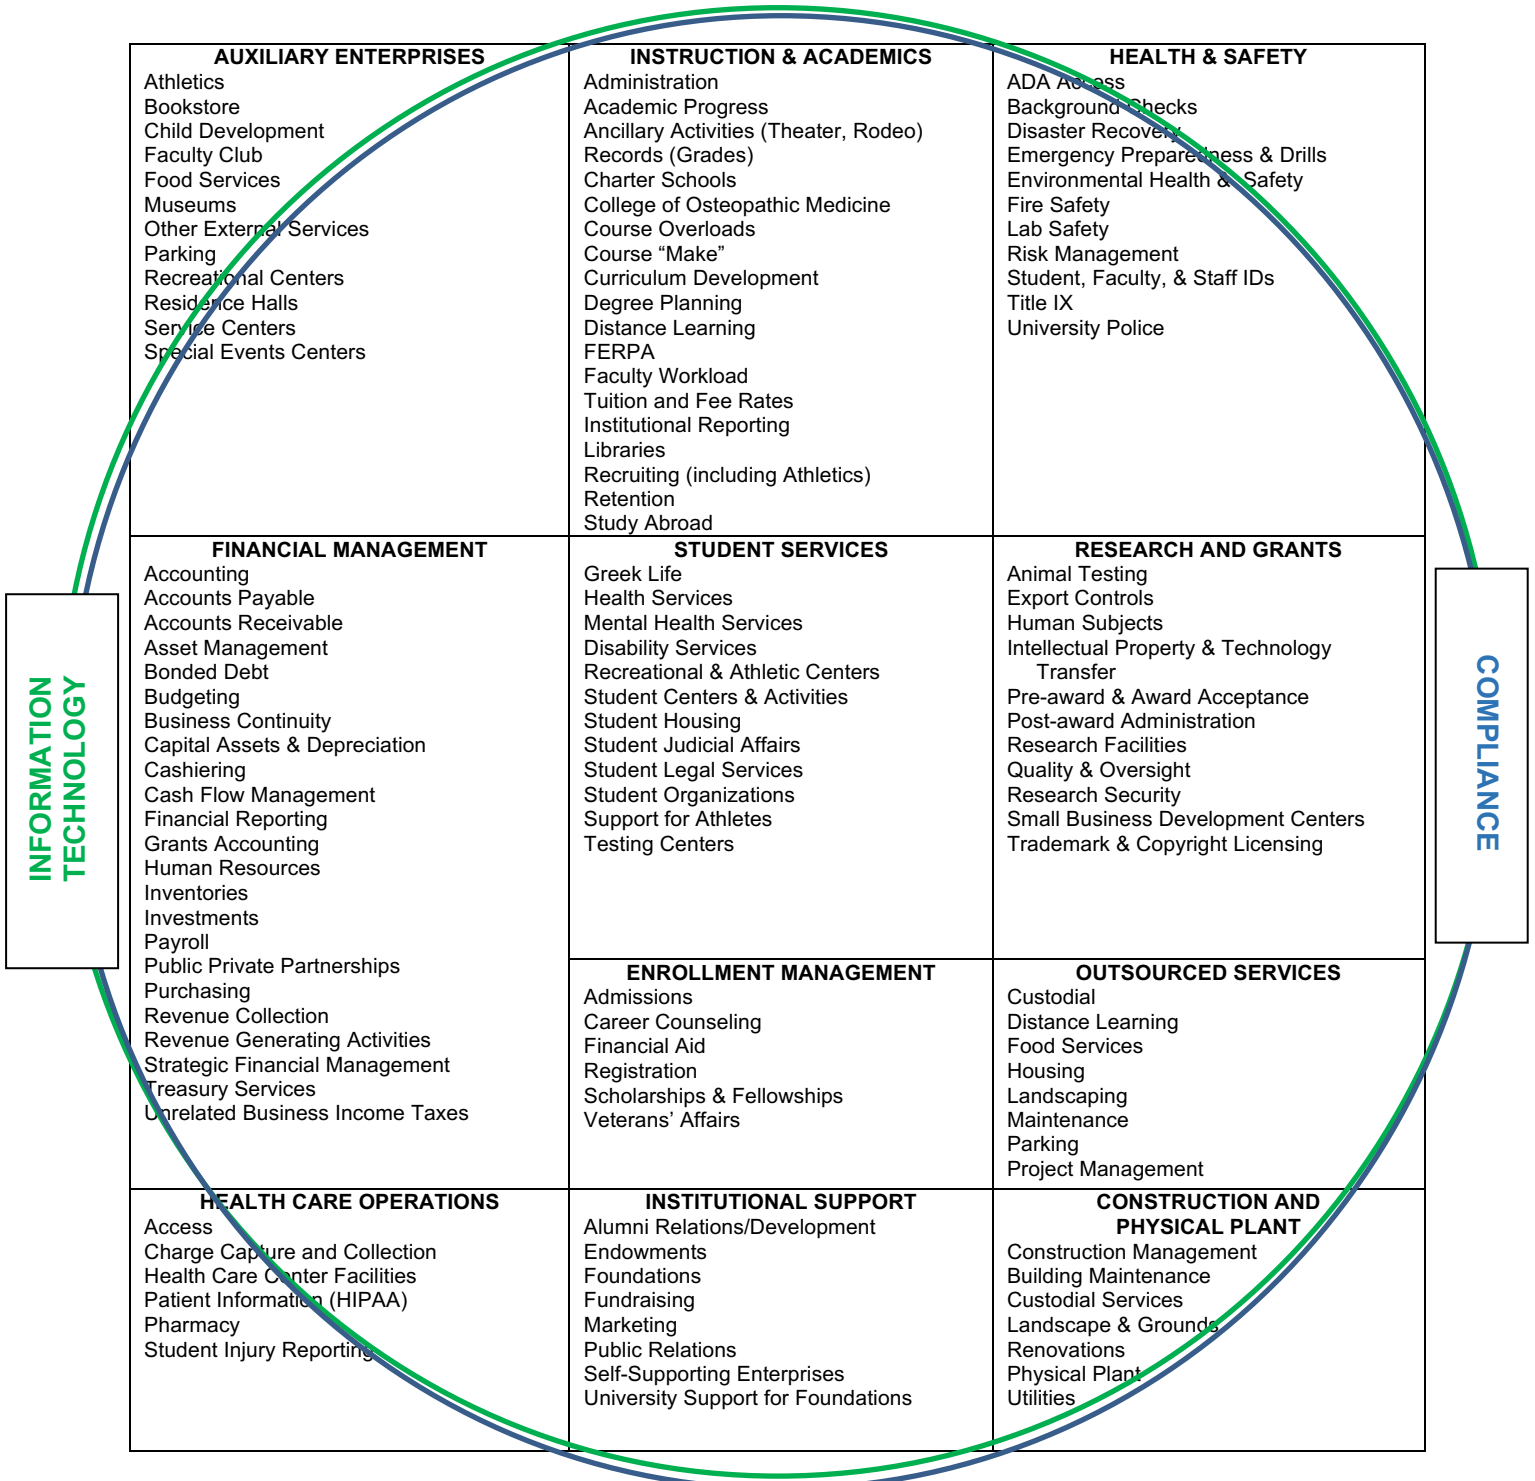 AUXILIARY ENTERPRISES
Athletics
Bookstore
Child Development
Faculty Club
Food Services
Museums
Other External Services
Parking
Recreational Centers
Residence Halls
Service Centers
Special Events Centers
INSTRUCTION & ACADEMICS
Administration
Academic Progress
Ancillary Activities (Theater, Rodeo)
Records (Grades)
Charter Schools
College of Osteopathic Medicine
Course Overloads
Course “Make”
Curriculum Development
Degree Planning
Distance Learning
FERPA
Faculty Workload
Tuition and Fee Rates
Institutional Reporting
Libraries
Recruiting (including Athletics)
Retention
Study Abroad
HEALTH & SAFETY
ADA Access
Background Checks
Disaster Recovery
Emergency Preparedness & Drills
Environmental Health & Safety
Fire Safety
Lab Safety
Risk Management
Student, Faculty, & Staff IDs
Title IX
University Police
INFORMATION
TECHNOLOGY
FINANCIAL MANAGEMENT
Accounting
Accounts Payable
Accounts Receivable
Asset Management
Bonded Debt
Budgeting
Business Continuity
Capital Assets & Depreciation
Cashiering
Cash Flow Management
Financial Reporting
Grants Accounting
Human Resources
Inventories
Investments
Payroll
Public Private Partnerships
Purchasing
Revenue Collection
Revenue Generating Activities
Strategic Financial Management
Treasury Services
Unrelated Business Income Taxes
STUDENT SERVICES
Greek Life
Health Services
Mental Health Services
Disability Services
Recreational & Athletic Centers
Student Centers & Activities
Student Housing
Student Judicial Affairs
Student Legal Services
Student Organizations
Support for Athletes
Testing Centers
RESEARCH AND GRANTS
Animal Testing
Export Controls
Human Subjects
Intellectual Property & Technology
Transfer
Pre-award & Award Acceptance
Post-award Administration
Research Facilities
Quality & Oversight
Research Security
Small Business Development Centers
Trademark & Copyright Licensing
COMPLIANCE
ENROLLMENT MANAGEMENT
Admissions
Career Counseling
Financial Aid
Registration
Scholarships & Fellowships
Veterans’ Affairs
OUTSOURCED SERVICES
Custodial
Distance Learning
Food Services
Housing
Landscaping
Maintenance
Parking
Project Management
HEALTH CARE OPERATIONS
Access
Charge Capture and Collection
Health Care Center Facilities
Patient Information (HIPAA)
Pharmacy
Student Injury Reporting
INSTITUTIONAL SUPPORT
Alumni Relations/Development
Endowments
Foundations
Fundraising
Marketing
Public Relations
Self-Supporting Enterprises
University Support for Foundations
CONSTRUCTION AND
PHYSICAL PLANT
Construction Management
Building Maintenance
Custodial Services
Landscape & Grounds
Renovations
Physical Plant
Utilities